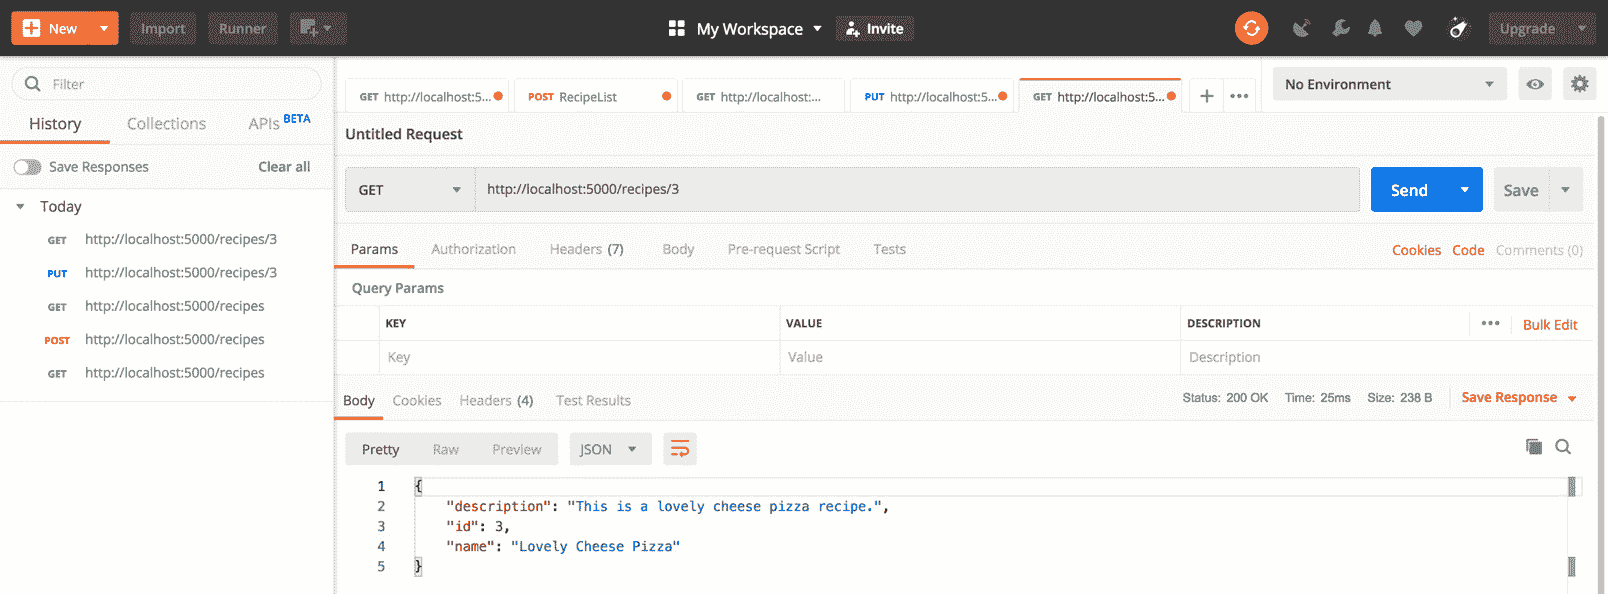 New Import Runner My Workspace Invite Upgrade
Filter
History Collections APIs BETA
Save Responses Clear all
Today
GET http://localhost:5000/recipes/3
PUT http://localhost:5000/recipes/3
GET http://localhost:5000/recipes
POST http://localhost:5000/recipes
GET http://localhost:5000/recipes
GET http://localhost:5... POST RecipeList GET http://localhost:... PUT http://localhost:5... GET http://localhost:5... + ••• No Environment
Untitled Request
GET http://localhost:5000/recipes/3 Send Save
Params Authorization Headers (7) Body Pre-request Script Tests Cookies Code Comments (0)
Query Params
KEY VALUE DESCRIPTION ••• Bulk Edit
Key Value Description
Body Cookies Headers (4) Test Results Status: 200 OK Time: 25ms Size: 238 B Save Response
Pretty Raw Preview JSON
1 {
2 "description": "This is a lovely cheese pizza recipe.",
3 "id": 3,
4 "name": "Lovely Cheese Pizza"
5 }